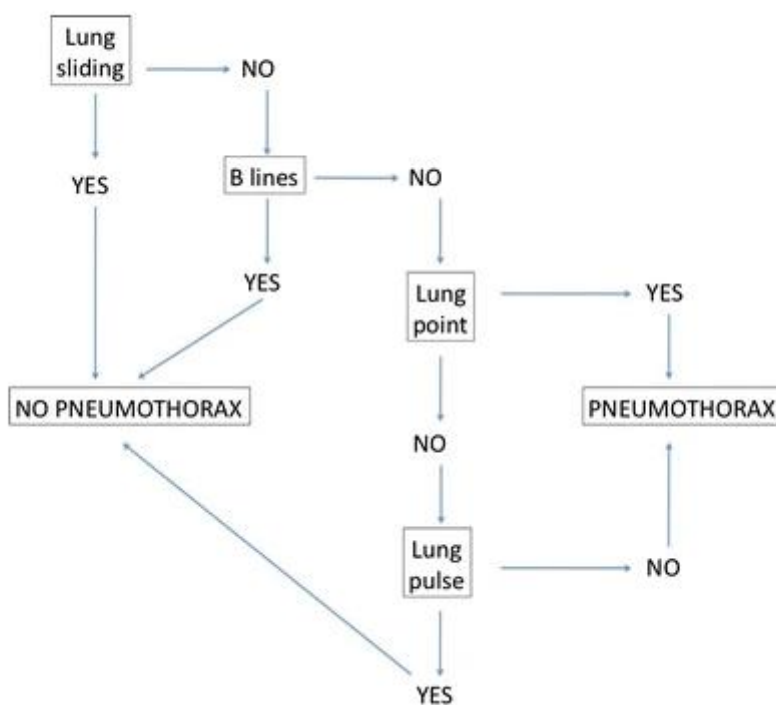 Lung
sliding
NO
YES
B lines
NO
YES
Lung
point
YES
NO PNEUMOTHORAX
PNEUMOTHORAX
NO
Lung
pulse
NO
YES